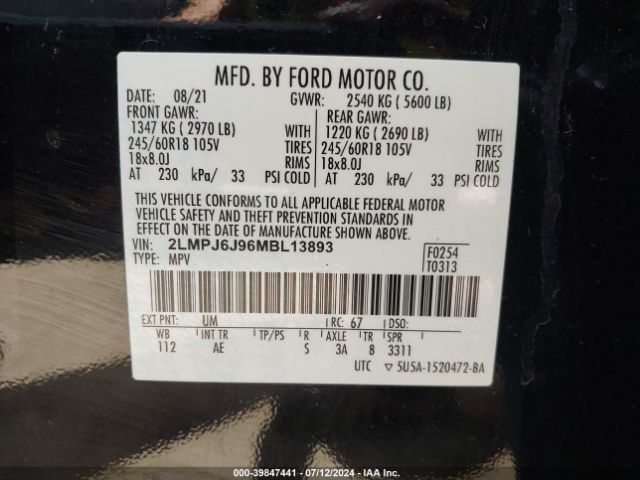 MFD. BY FORD MOTOR CO.
DATE: 08/21 GVWR: 2540 KG ( 5600 LB)
FRONT GAWR: REAR GAWR:
1347 KG ( 2970 LB) WITH 1220 KG ( 2690 LB) WITH
245/60R18 105V TIRES 245/60R18 105V TIRES
18x8.0J RIMS 18x8.0J RIMS
AT 230 kPa/ 33 PSI COLD AT 230 kPa/ 33 PSI COLD
THIS VEHICLE CONFORMS TO ALL APPLICABLE FEDERAL MOTOR
VEHICLE SAFETY AND THEFT PREVENTION STANDARDS IN
EFFECT ON THE DATE OF MANUFACTURE SHOWN ABOVE.
VIN: 2LMPJ6J96MBL13893 F0254
TYPE: MPV T0313
EXT PNT: UM RC: 67 DSO:
WB INT TR TP/PS R AXLE TR SPR
112 AE S 3A 8 3311
UTC ▽ 5U5A-1520472-BA
000-39847441 - 07/12/2024 - IAA Inc.